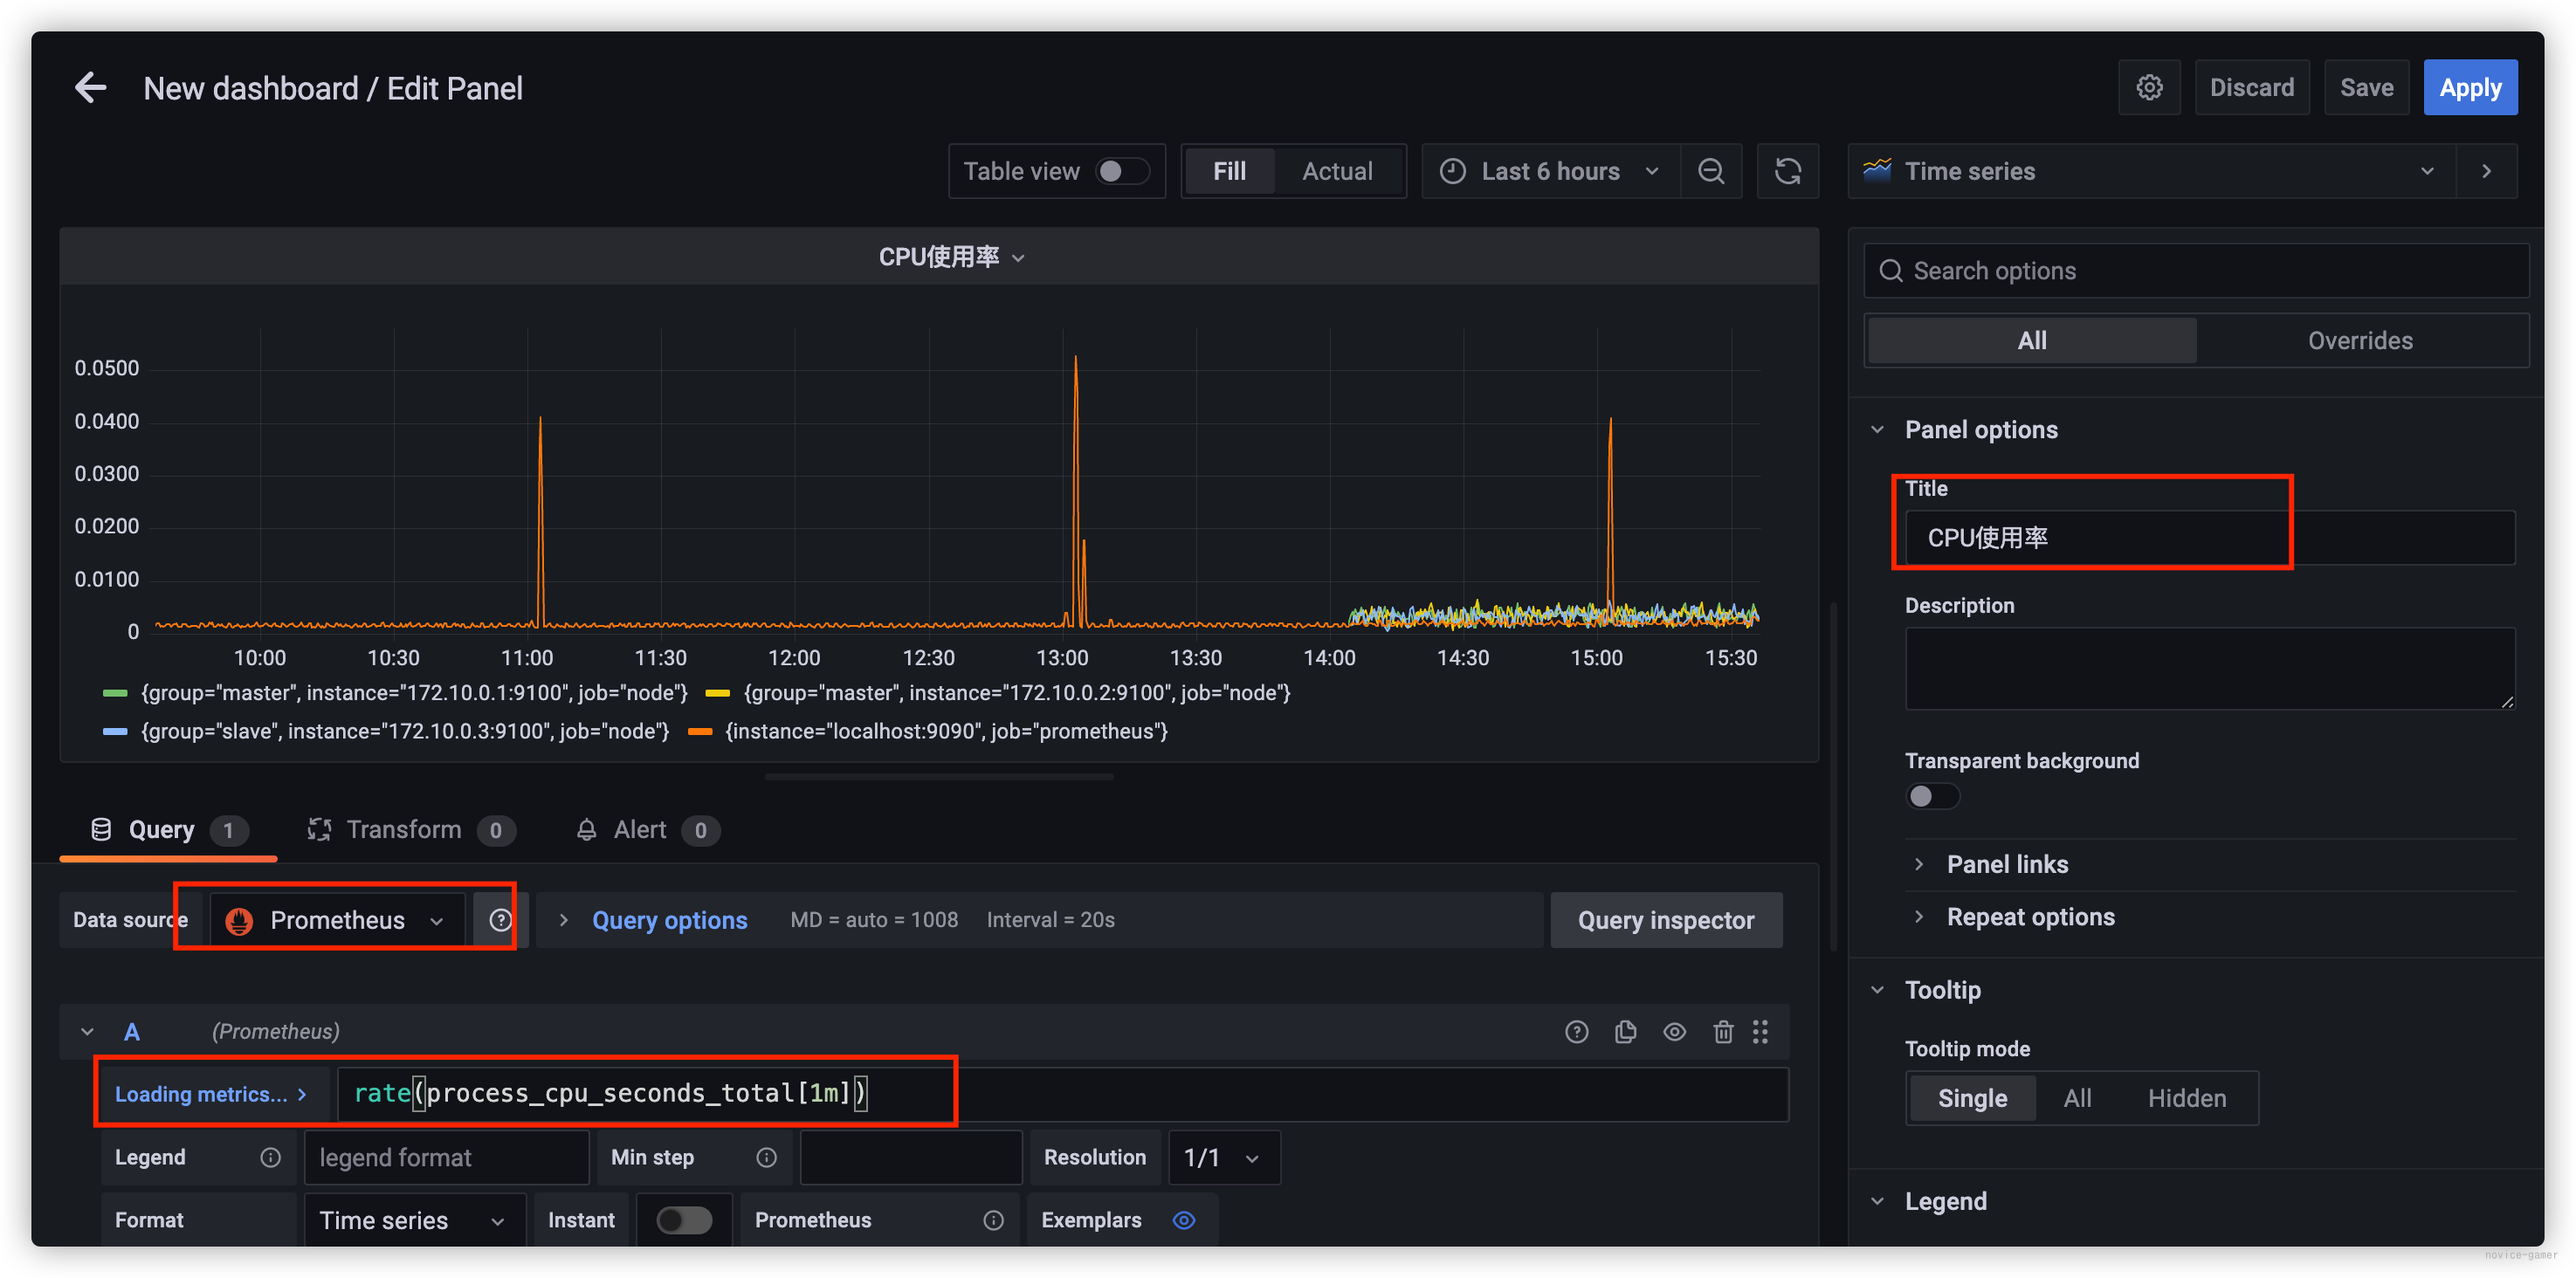 New dashboard / Edit Panel
Discard Save Apply
Table view Fill Actual Last 6 hours Time series
CPU使用率
Search options
All Overrides
0.0500
0.0400
0.0300
0.0200
0.0100
0
10:00 10:30 11:00 11:30 12:00 12:30 13:00 13:30 14:00 14:30 15:00 15:30
{group="master", instance="172.10.0.1:9100", job="node"} {group="master", instance="172.10.0.2:9100", job="node"}
{group="slave", instance="172.10.0.3:9100", job="node"} {instance="localhost:9090", job="prometheus"}
Panel options
Title
CPU使用率
Description
Transparent background
Panel links
Repeat options
Tooltip
Tooltip mode
Single All Hidden
Legend
Query 1 Transform 0 Alert 0
Data source Prometheus Query options MD = auto = 1008 Interval = 20s Query inspector
A (Prometheus)
Loading metrics... > rate(process_cpu_seconds_total[1m])
Legend legend format Min step Resolution 1/1
Format Time series Instant Prometheus Exemplars
novice-gamer